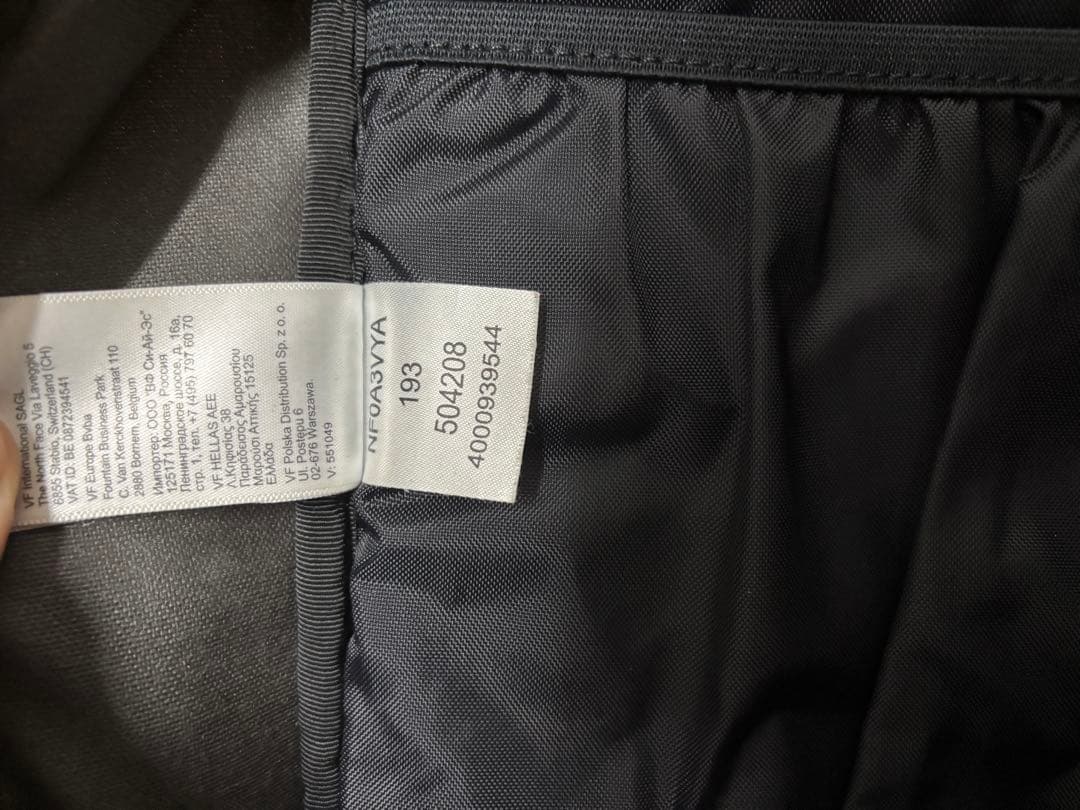 VF International SAGL
The North Face Via Laveggio 5
6855 Stabio, Switzerland (CH)
VAT ID: BE 0872394541
VF Europe Bvba
Fountain Business Park
C. Van Kerckhovenstraat 110
2880 Bornem. Belgium
Импортер: ООО "ВФ Си-Ай-Эс"
125171 Москва, Россия
Ленинградское шоссе, д. 16а,
стр. 1, тел. +7 (495) 797 60 70
VF HELLAS AEE
Λ.Κηφισίας 38
Παράδεισος Αμαρουσίου
Μαρούσι Αττικής 15125
Ελλάδα
VF Polska Distribution Sp. z o. o.
Ul. Postępu 6
02-676 Warszawa.
V: 551049
NF0A3VYA
193
504208
4000939544